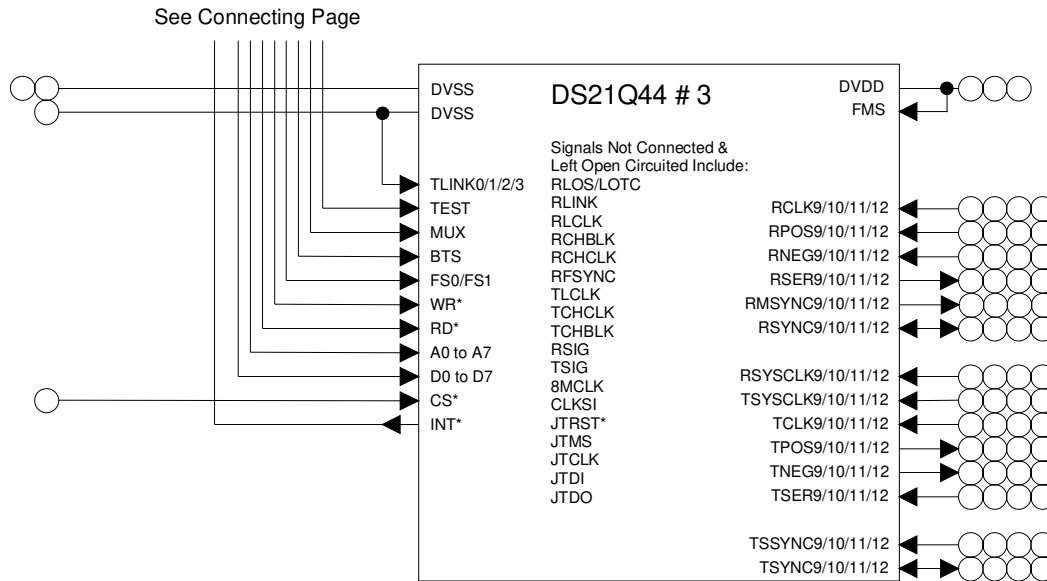 See Connecting Page
DVSS
DVSS
TLINK0/1/2/3
TEST
MUX
BTS
FS0/FS1
WR*
RD*
A0 to A7
D0 to D7
CS*
INT*
DS21Q44 # 3
Signals Not Connected &
Left Open Circuited Include:
RLOS/LOTC
RLINK
RLCLK
RCHBLK
RCHCLK
RFSYNC
TLCLK
TCHCLK
TCHBLK
RSIG
TSIG
8MCLK
CLKSI
JTRST*
JTMS
JTCLK
JTDI
JTDO
DVDD
FMS
RCLK9/10/11/12
RPOS9/10/11/12
RNEG9/10/11/12
RSER9/10/11/12
RMSYNC9/10/11/12
RSYNC9/10/11/12
RSYSCLK9/10/11/12
TSYSCLK9/10/11/12
TCLK9/10/11/12
TPOS9/10/11/12
TNEG9/10/11/12
TSER9/10/11/12
TSSYNC9/10/11/12
TSYNC9/10/11/12